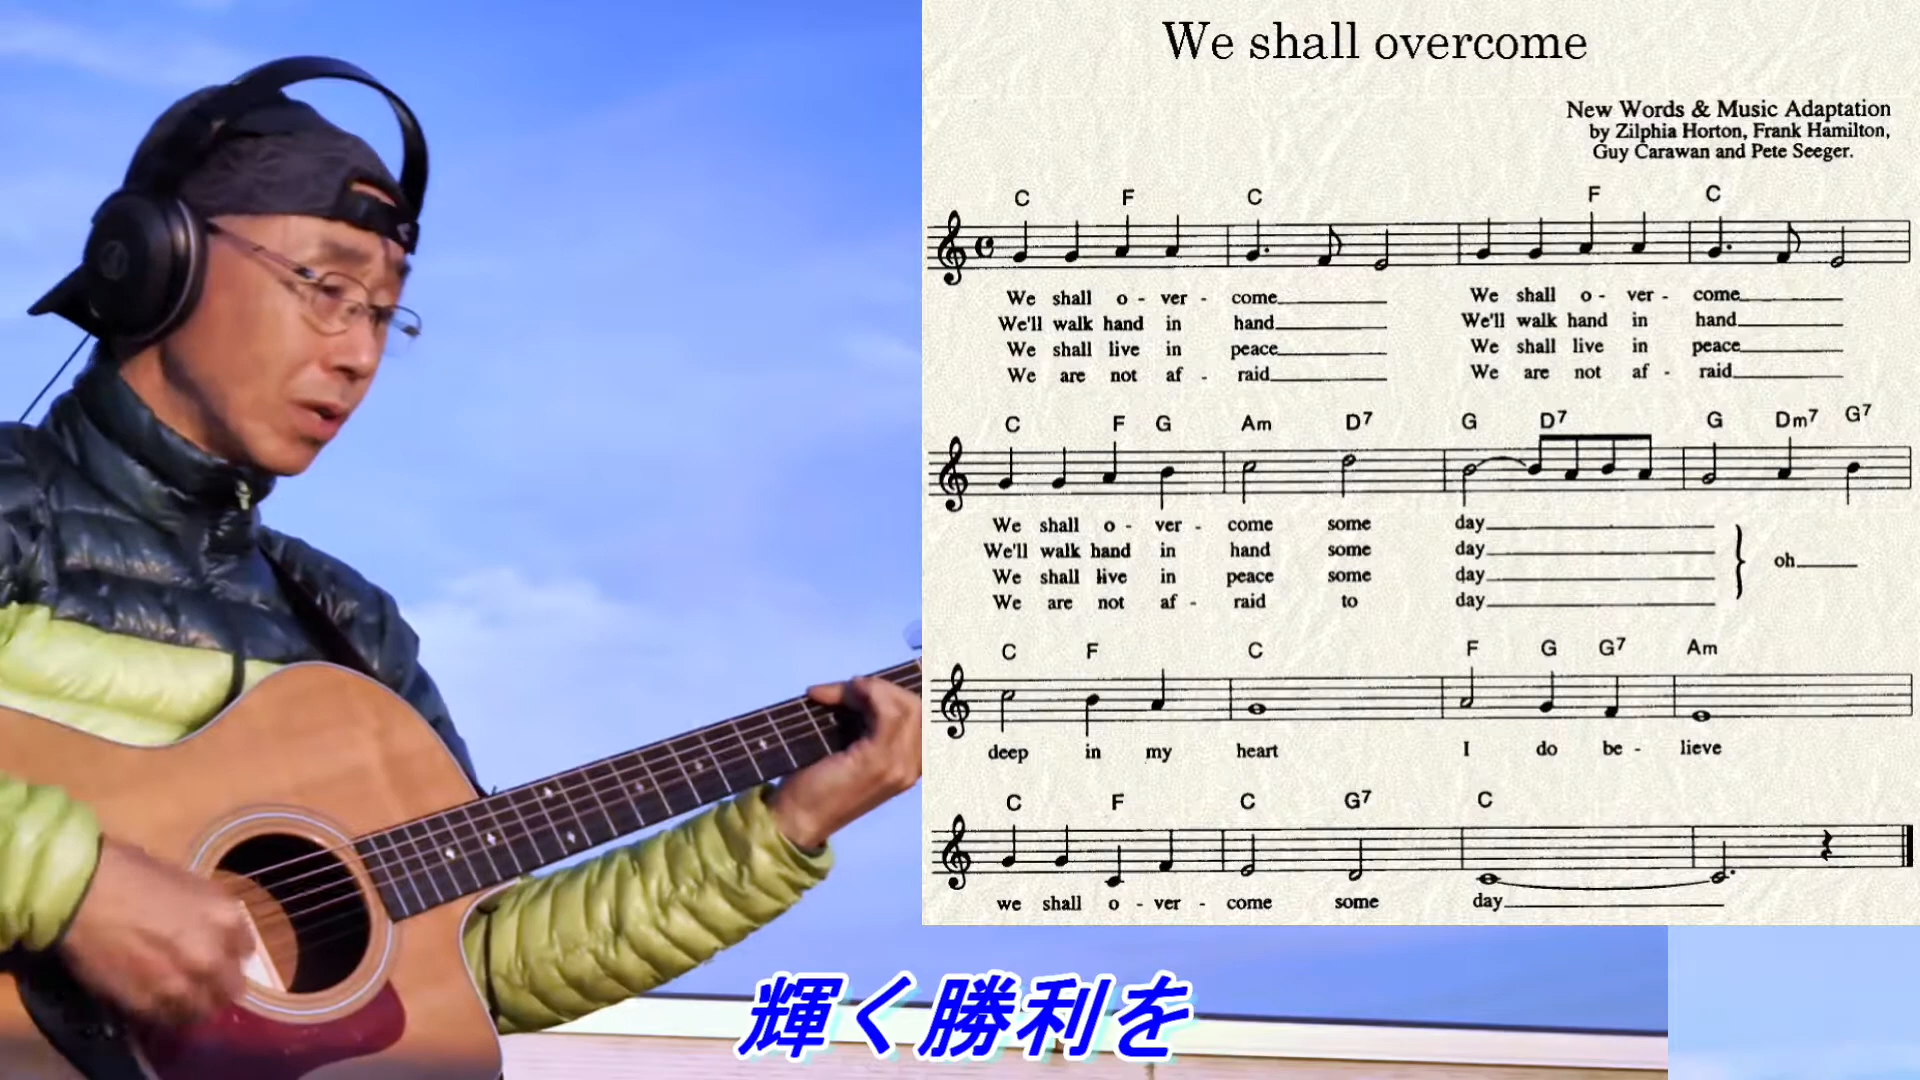 We shall overcome
New Words & Music Adaptation
by Zilphia Horton, Frank Hamilton,
Guy Carawan and Pete Seeger.
C F C F C
We shall o - ver - come We shall o - ver - come
We'll walk hand in hand We'll walk hand in hand
We shall live in peace We shall live in peace
We are not af - raid We are not af - raid
C F G Am D7 G D7 G Dm7 G7
We shall o - ver - come some day
We'll walk hand in hand some day
We shall live in peace some day
We are not af - raid to day
oh
C F C F G G7 Am
deep in my heart I do be - lieve
C F C G7 C
we shall o - ver - come some day
輝く勝利を